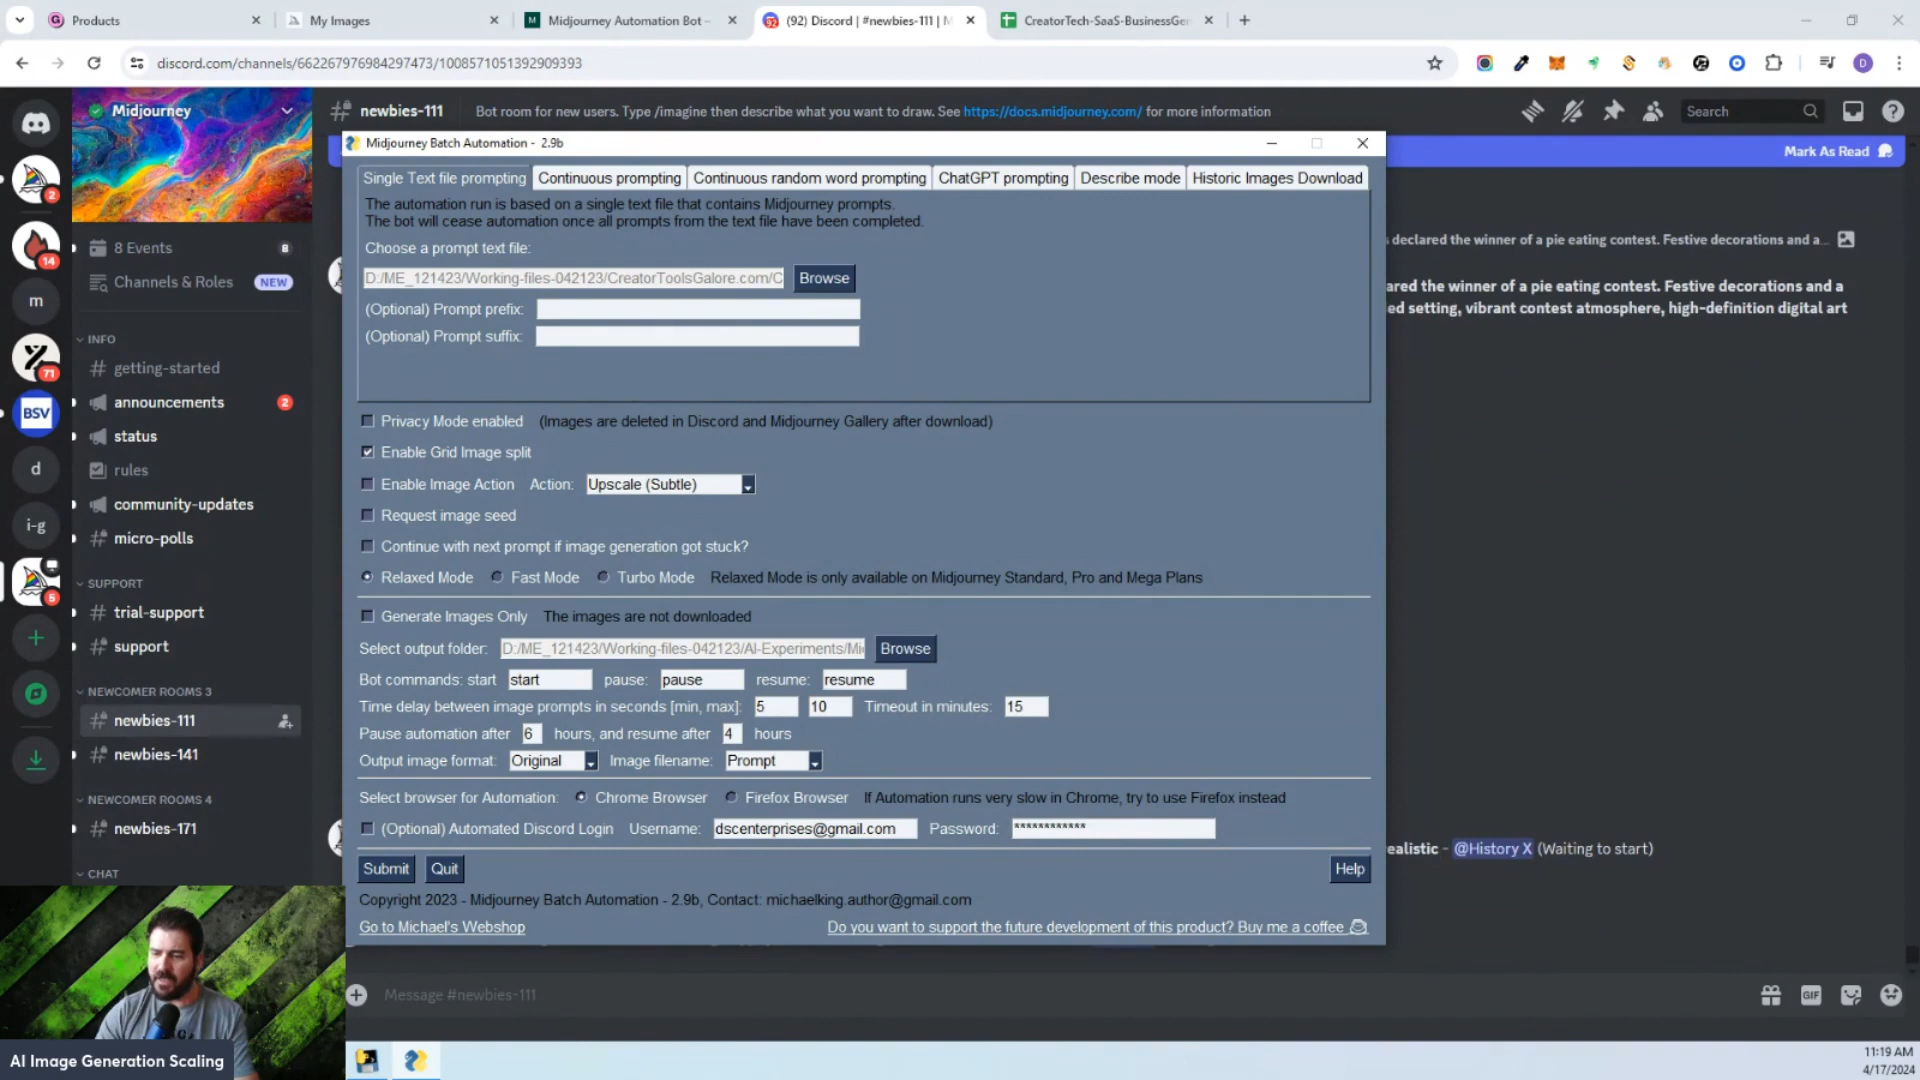 Products
My Images
Midjourney Automation Bot -
(92) Discord | #newbies-111 | M
CreatorTech-SaaS-BusinessGen
discord.com/channels/662267976984297473/1008571051392909393
D
Midjourney
newbies-111
Bot room for new users. Type /imagine then describe what you want to draw. See https://docs.midjourney.com/ for more information
Search
Mark As Read
Midjourney Batch Automation - 2.9b
Single Text file prompting
Continuous prompting
Continuous random word prompting
ChatGPT prompting
Describe mode
Historic Images Download
The automation run is based on a single text file that contains Midjourney prompts.
The bot will cease automation once all prompts from the text file have been completed.
Choose a prompt text file:
D:/ME_121423/Working-files-042123/CreatorToolsGalore.com/C
Browse
(Optional) Prompt prefix:
(Optional) Prompt suffix:
Privacy Mode enabled (Images are deleted in Discord and Midjourney Gallery after download)
Enable Grid Image split
Enable Image Action Action: Upscale (Subtle)
Request image seed
Continue with next prompt if image generation got stuck?
Relaxed Mode Fast Mode Turbo Mode Relaxed Mode is only available on Midjourney Standard, Pro and Mega Plans
Generate Images Only The images are not downloaded
Select output folder: D:/ME_121423/Working-files-042123/AI-Experiments/Mi Browse
Bot commands: start start pause: pause resume: resume
Time delay between image prompts in seconds [min, max]: 5 10 Timeout in minutes: 15
Pause automation after 6 hours, and resume after 4 hours
Output image format: Original Image filename: Prompt
Select browser for Automation: Chrome Browser Firefox Browser If Automation runs very slow in Chrome, try to use Firefox instead
(Optional) Automated Discord Login Username: dscenterprises@gmail.com Password: ************
Submit Quit Help
Copyright 2023 - Midjourney Batch Automation - 2.9b, Contact: michaelking.author@gmail.com
Go to Michael's Webshop
Do you want to support the future development of this product? Buy me a coffee
s declared the winner of a pie eating contest. Festive decorations and a...
ared the winner of a pie eating contest. Festive decorations and a
ed setting, vibrant contest atmosphere, high-definition digital art
ealistic - @History X (Waiting to start)
Message #newbies-111
GIF
8 Events
8
Channels & Roles NEW
INFO
getting-started
announcements 2
status
rules
community-updates
micro-polls
SUPPORT
trial-support
support
NEWCOMER ROOMS 3
newbies-111
newbies-141
NEWCOMER ROOMS 4
newbies-171
CHAT
2
14
m
71
BSV
d
i-g
5
AI Image Generation Scaling
11:19 AM
4/17/2024